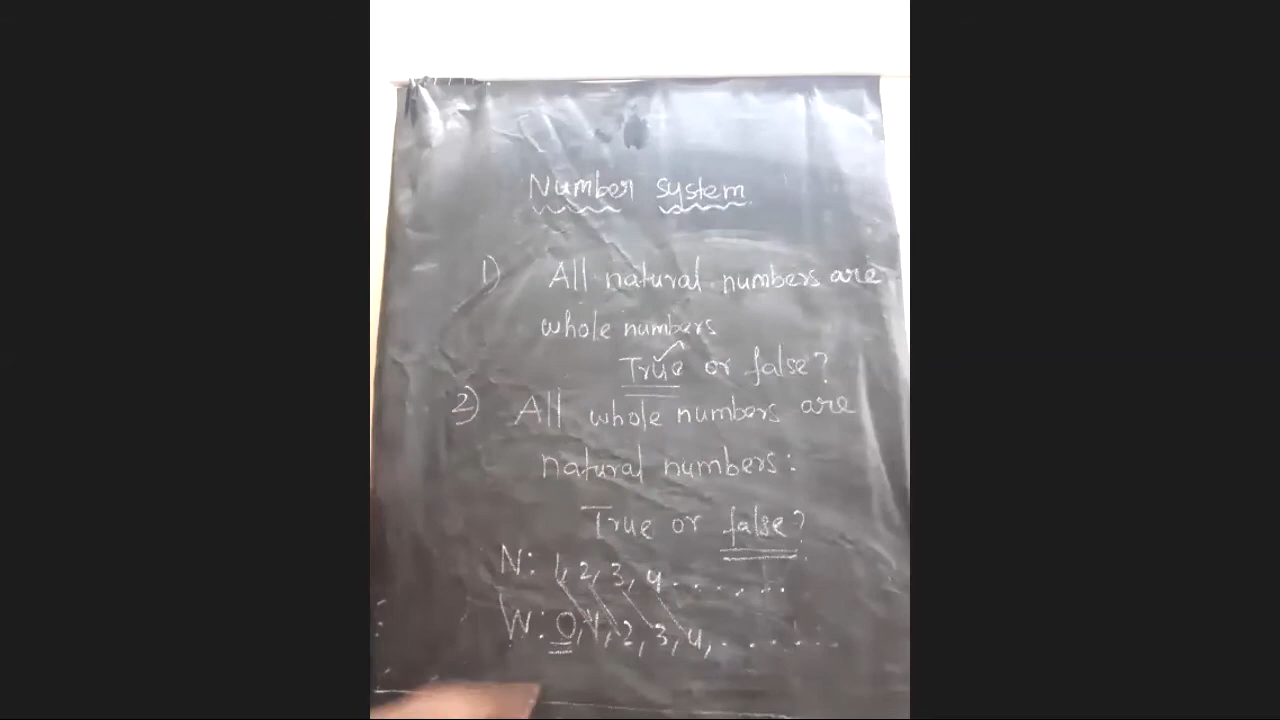 Number system
1) All natural numbers are
whole numbers
True or false?
2) All whole numbers are
natural numbers:
True or false?
N: 1, 2, 3, 4 . . . . . . .
W: 0, 1, 2, 3, 4, . . . . . . .